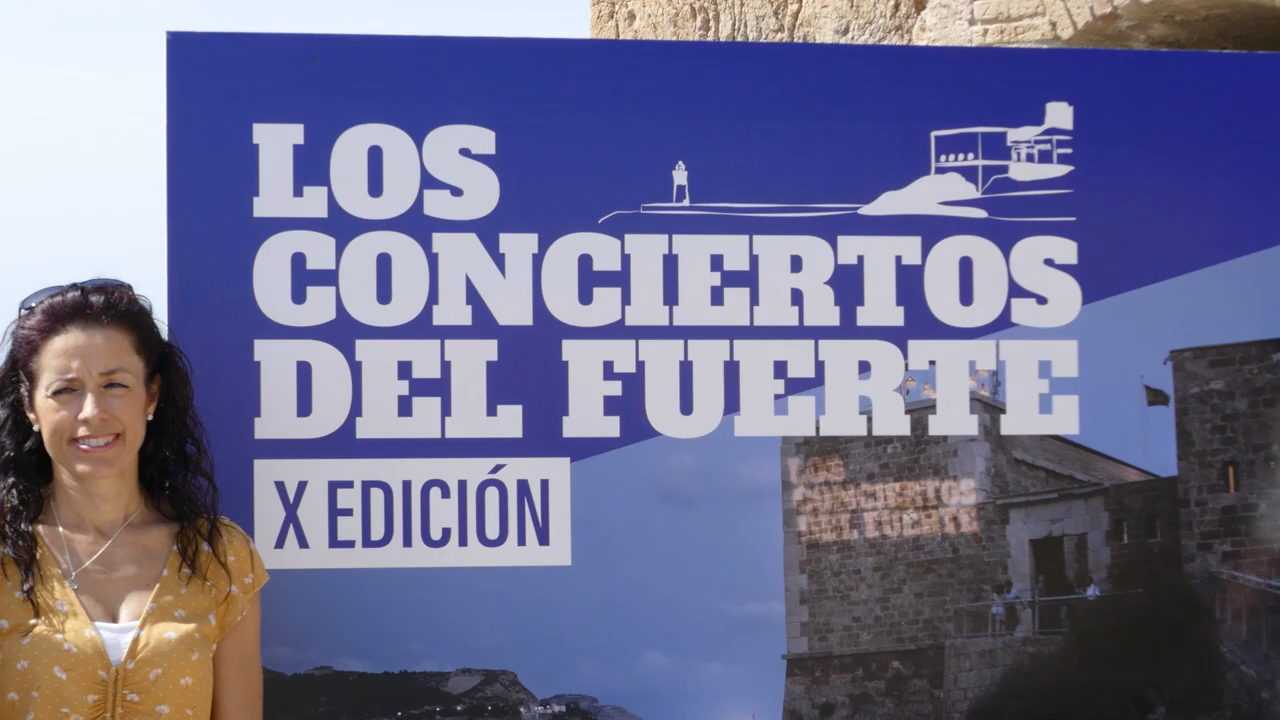 LOS
CONCIERTOS
DEL FUERTE
X EDICIÓN
LOS
CONCIERTOS
DEL FUERTE